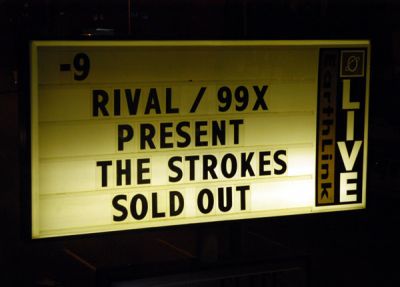 -9
RIVAL / 99X
PRESENT
THE STROKES
SOLD OUT
EarthLink
LIVE